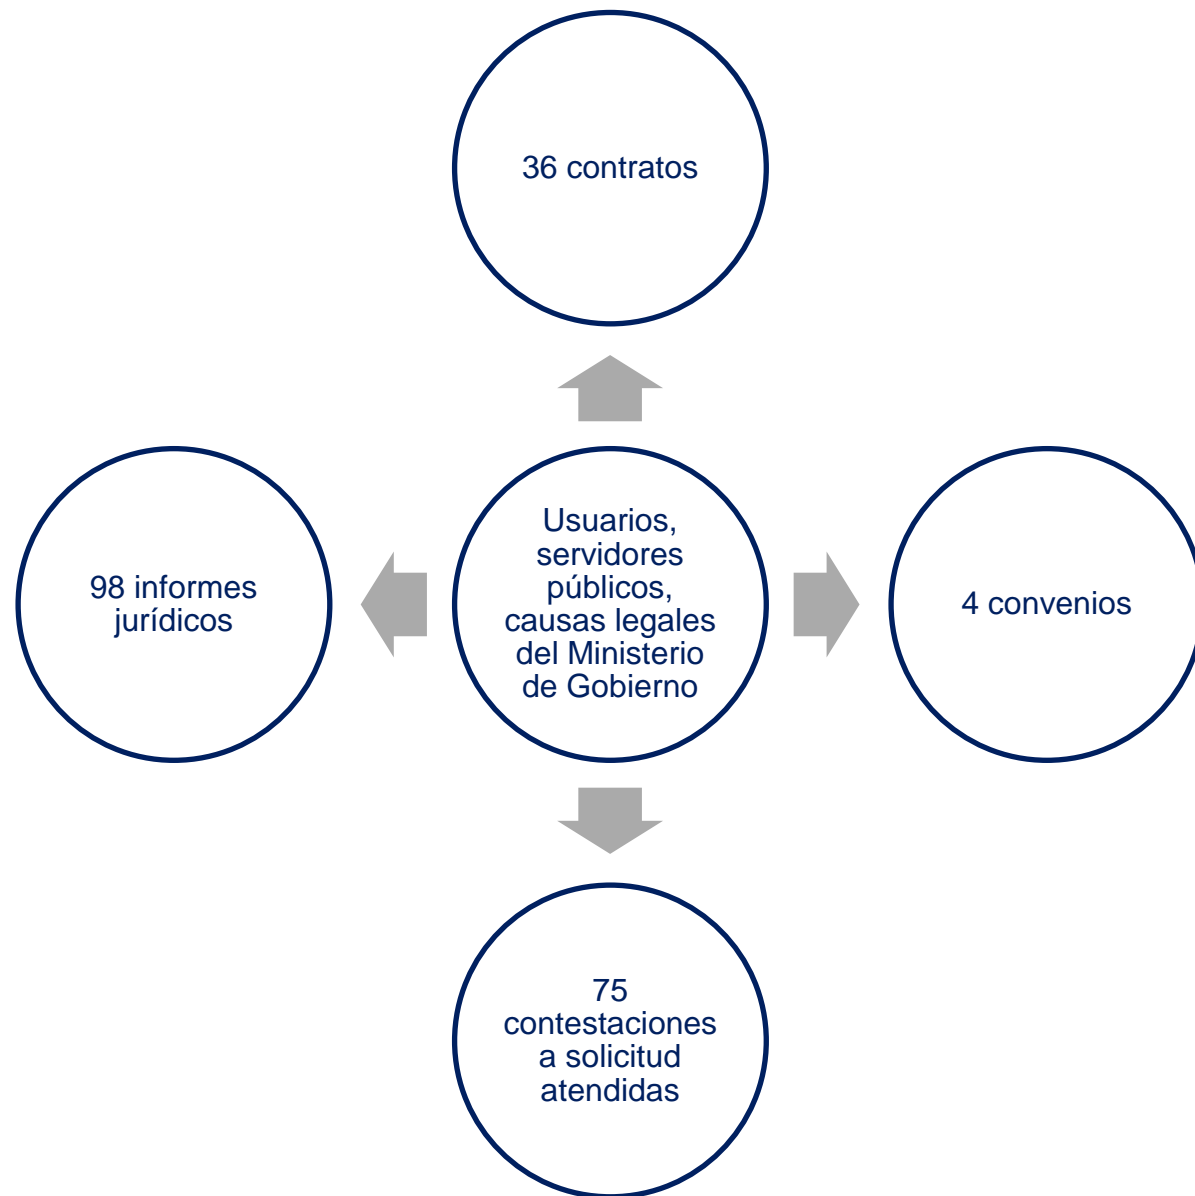 36 contratos
98 informes
jurídicos
Usuarios,
servidores
públicos,
causas legales
del Ministerio
de Gobierno
4 convenios
75
contestaciones
a solicitud
atendidas